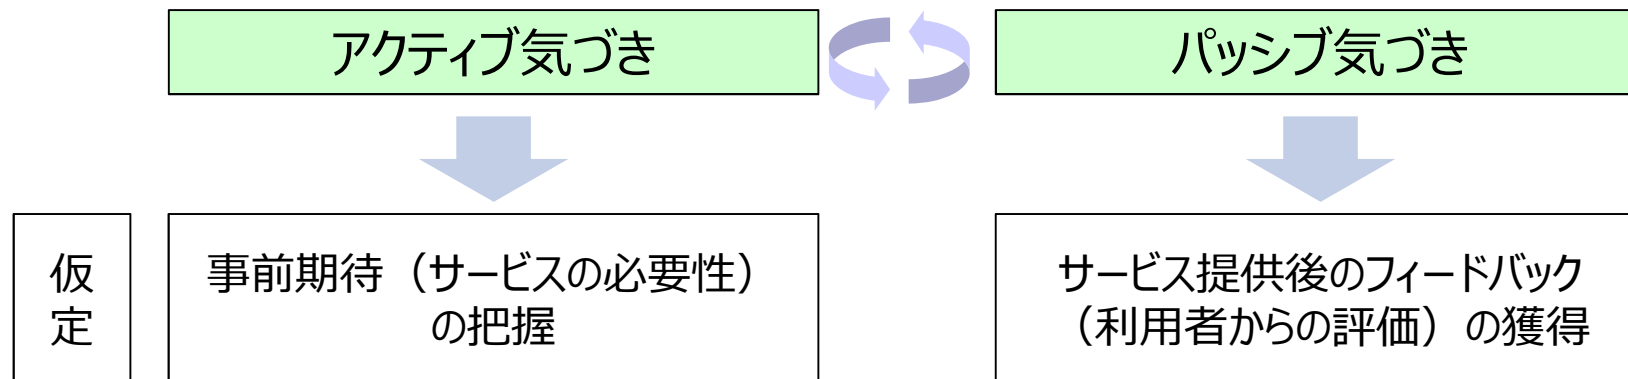 アクティブ気づき
パッシブ気づき
仮
定
事前期待（サービスの必要性）
の把握
サービス提供後のフィードバック
（利用者からの評価）の獲得